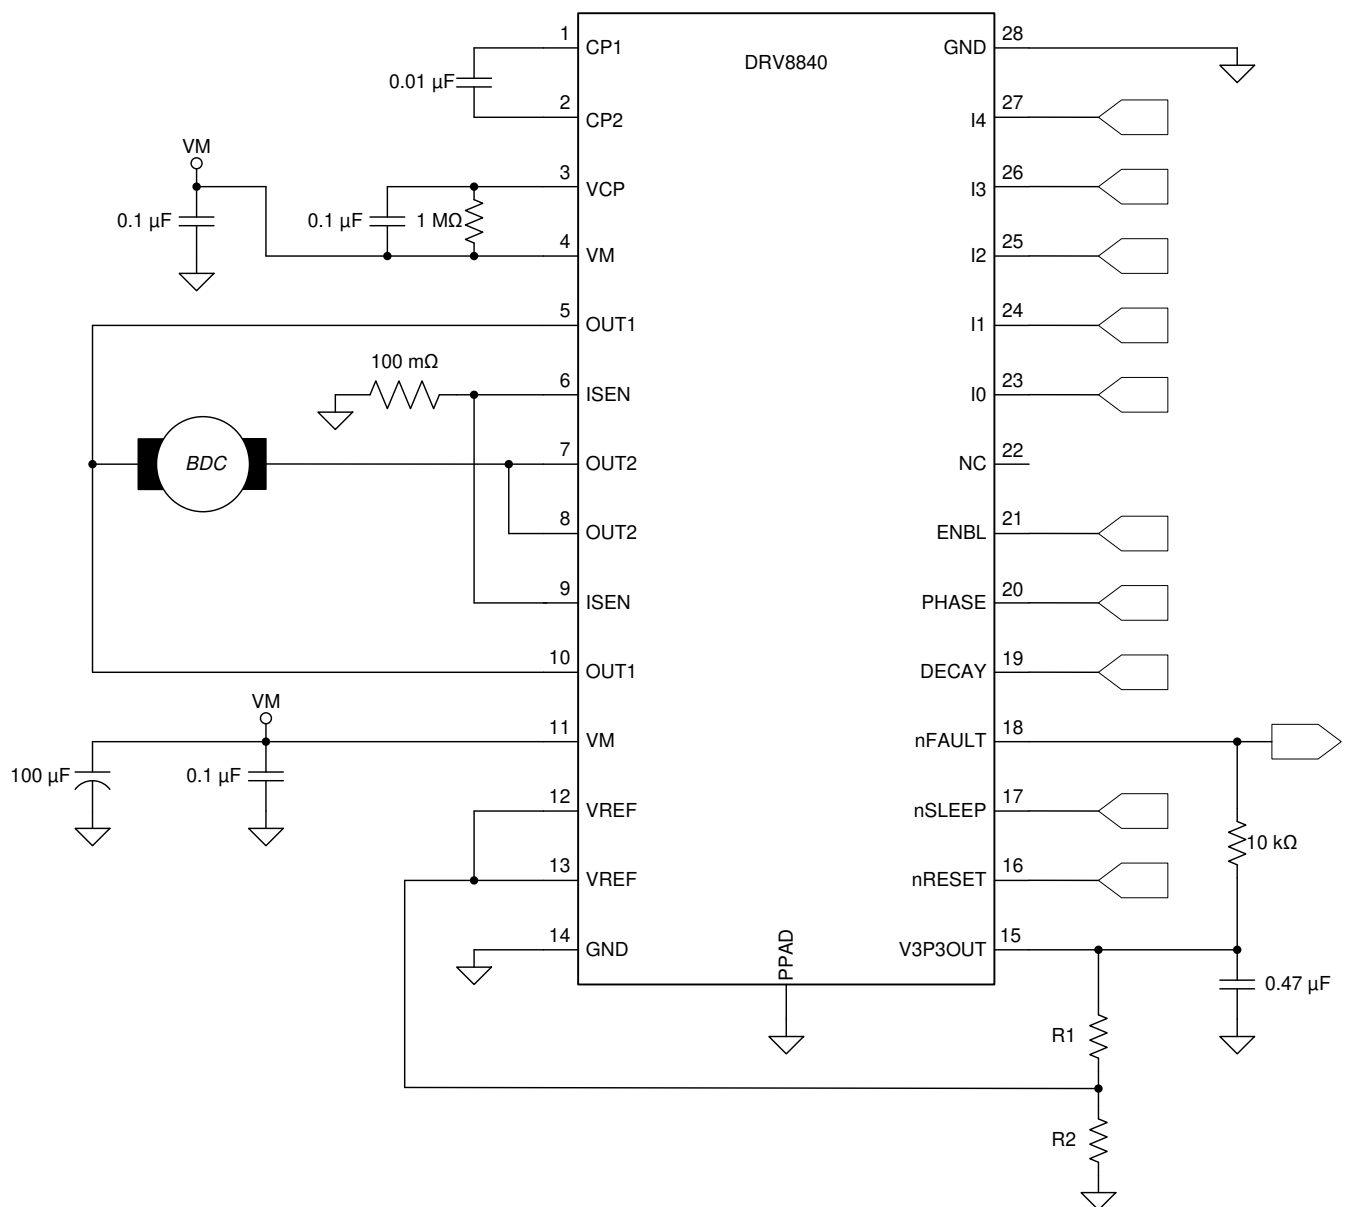 DRV8840
1
CP1
0.01 µF
2
CP2
VM
3
VCP
0.1 µF
0.1 µF
1 MΩ
4
VM
5
OUT1
100 mΩ
6
ISEN
BDC
7
OUT2
8
OUT2
9
ISEN
10
OUT1
VM
11
VM
100 µF
0.1 µF
12
VREF
13
VREF
14
GND
PPAD
GND
28
I4
27
I3
26
I2
25
I1
24
I0
23
NC
22
ENBL
21
PHASE
20
DECAY
19
nFAULT
18
nSLEEP
17
10 kΩ
nRESET
16
V3P3OUT
15
0.47 µF
R1
R2